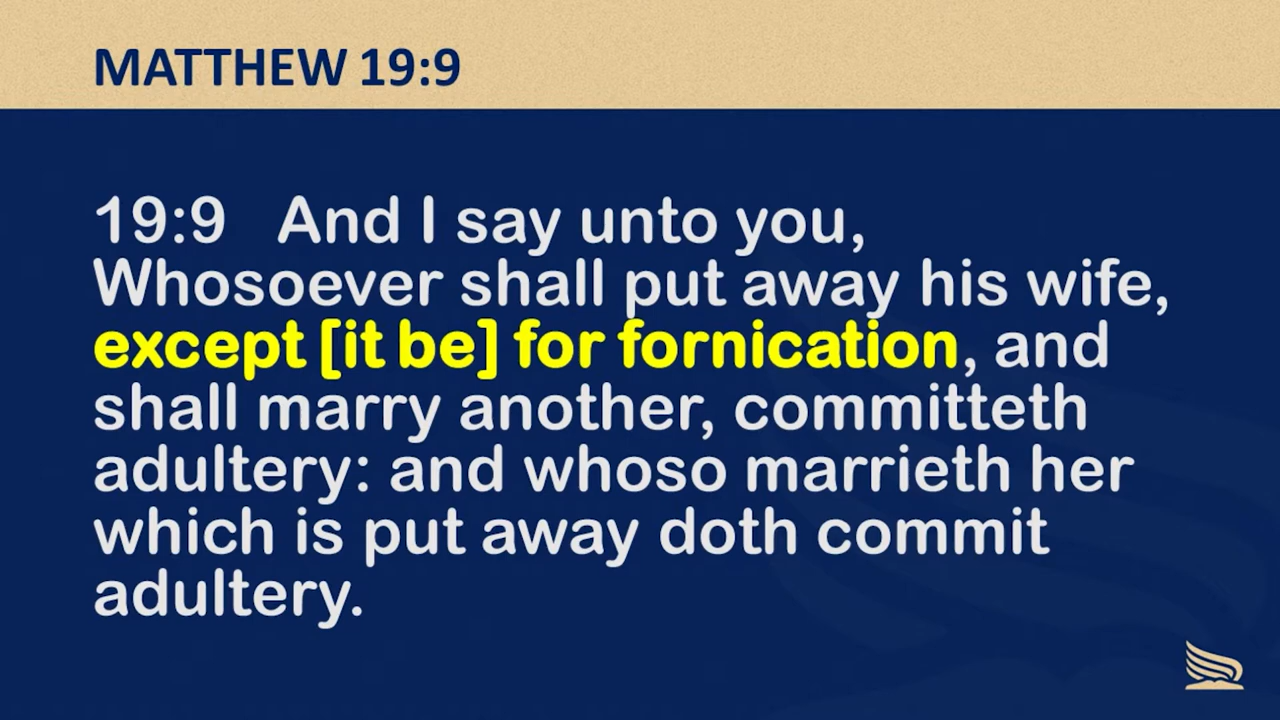 MATTHEW 19:9
19:9 And I say unto you,
Whosoever shall put away his wife,
except [it be] for fornication, and
shall marry another, committeth
adultery: and whoso marrieth her
which is put away doth commit
adultery.